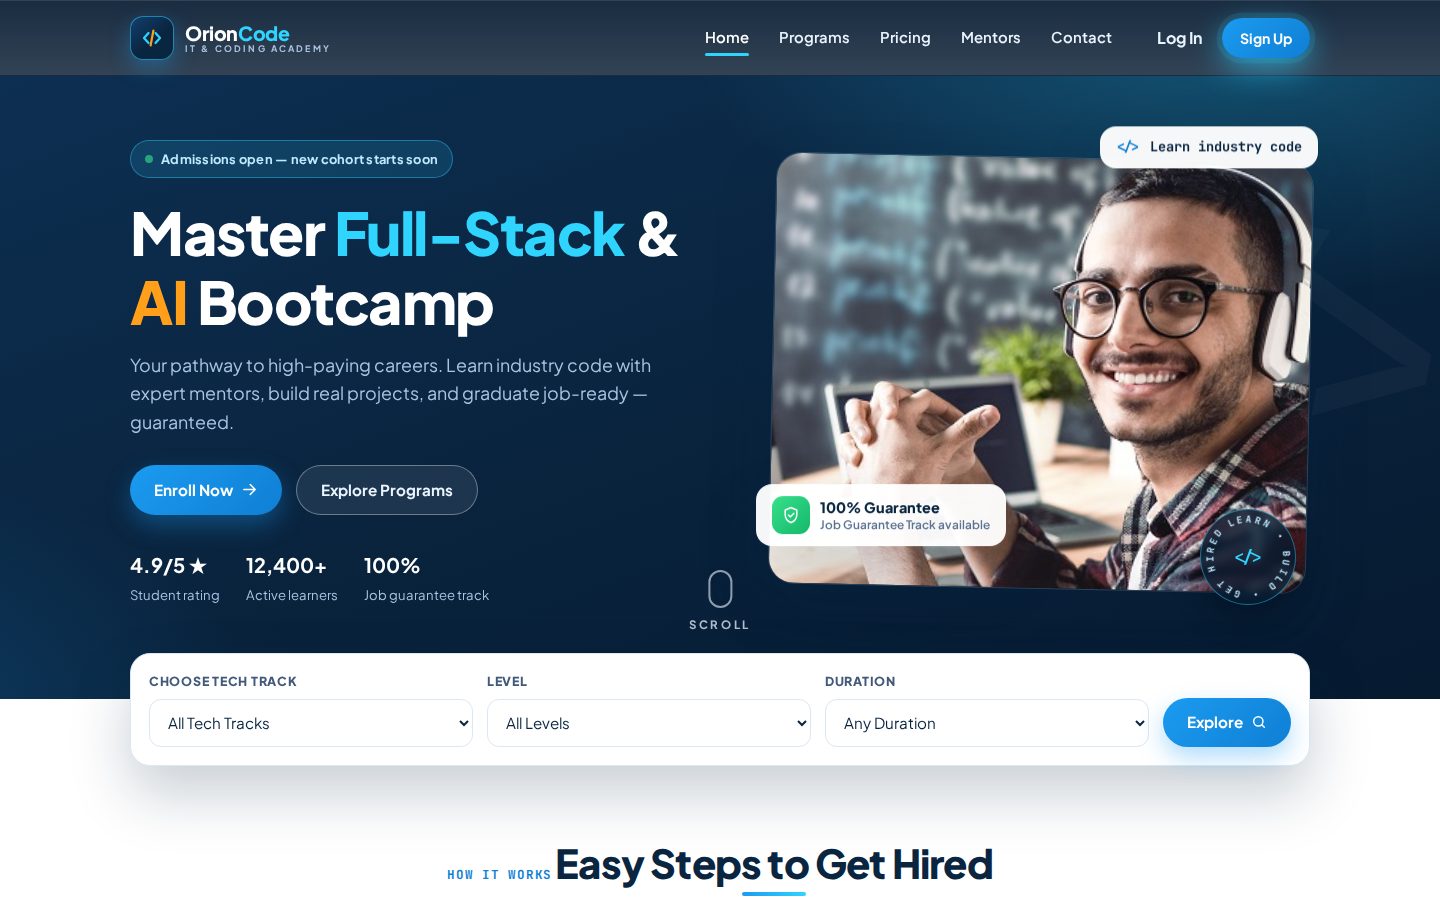 OrionCode
IT & CODING ACADEMY
Home
Programs
Pricing
Mentors
Contact
Log In
Sign Up
Admissions open — new cohort starts soon
</> Learn industry code
Master Full-Stack &
AI Bootcamp
Your pathway to high-paying careers. Learn industry code with
expert mentors, build real projects, and graduate job-ready —
guaranteed.
Enroll Now →
Explore Programs
100% Guarantee
Job Guarantee Track available
LEARN • BUILD • GET HIRED
</>
4.9/5 ★
Student rating
12,400+
Active learners
100%
Job guarantee track
SCROLL
CHOOSE TECH TRACK
All Tech Tracks
LEVEL
All Levels
DURATION
Any Duration
Explore
HOW IT WORKS Easy Steps to Get Hired